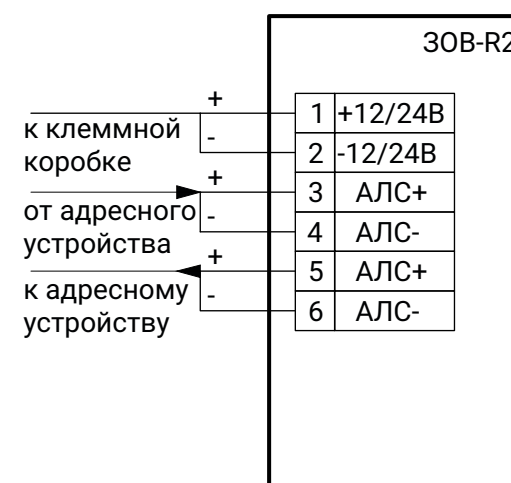 ЗОВ-R2
+
1 +12/24В
к клеммной
-
2 -12/24В
коробке
+
3 АЛС+
от адресного
-
4 АЛС-
устройства
+
5 АЛС+
к адресному
-
6 АЛС-
устройству